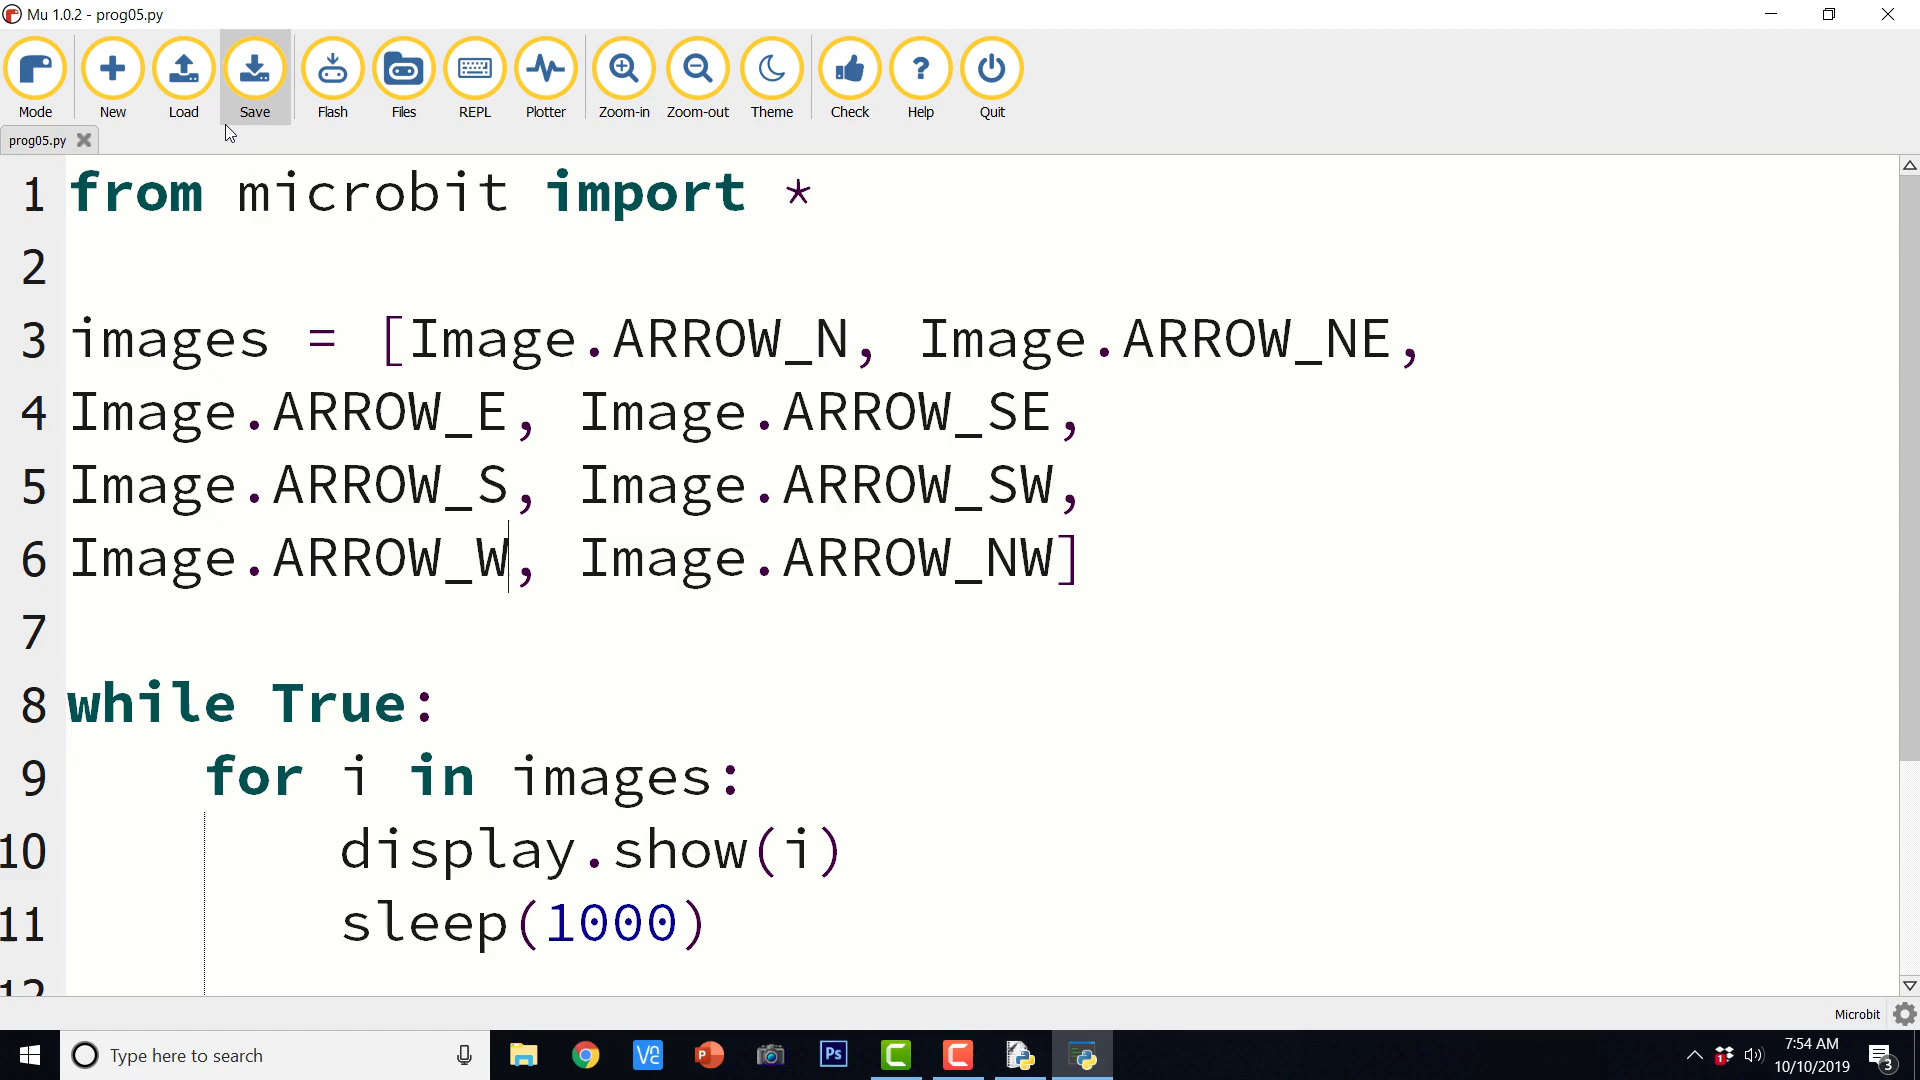 Mu 1.0.2 - prog05.py
Mode New Load Save Flash Files REPL Plotter Zoom-in Zoom-out Theme Check Help Quit
prog05.py
1 from microbit import *
2
3 images = [Image.ARROW_N, Image.ARROW_NE,
4 Image.ARROW_E, Image.ARROW_SE,
5 Image.ARROW_S, Image.ARROW_SW,
6 Image.ARROW_W, Image.ARROW_NW]
7
8 while True:
9 for i in images:
10 display.show(i)
11 sleep(1000)
12
Microbit
Type here to search
Ps
7:54 AM
10/10/2019
3